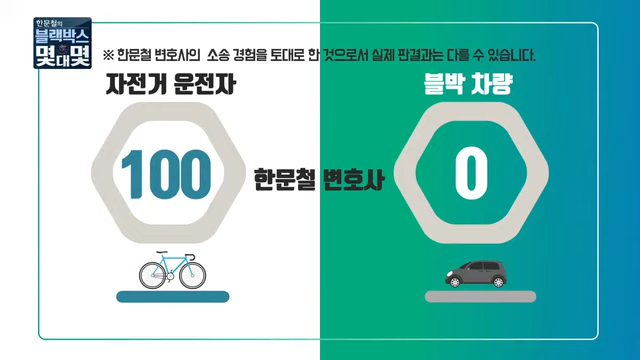 한문철의
블랙박스
몇대몇
※ 한문철 변호사의 소송 경험을 토대로 한 것으로서 실제 판결과는 다를 수 있습니다.
자전거 운전자
블박 차량
100
한문철 변호사
0